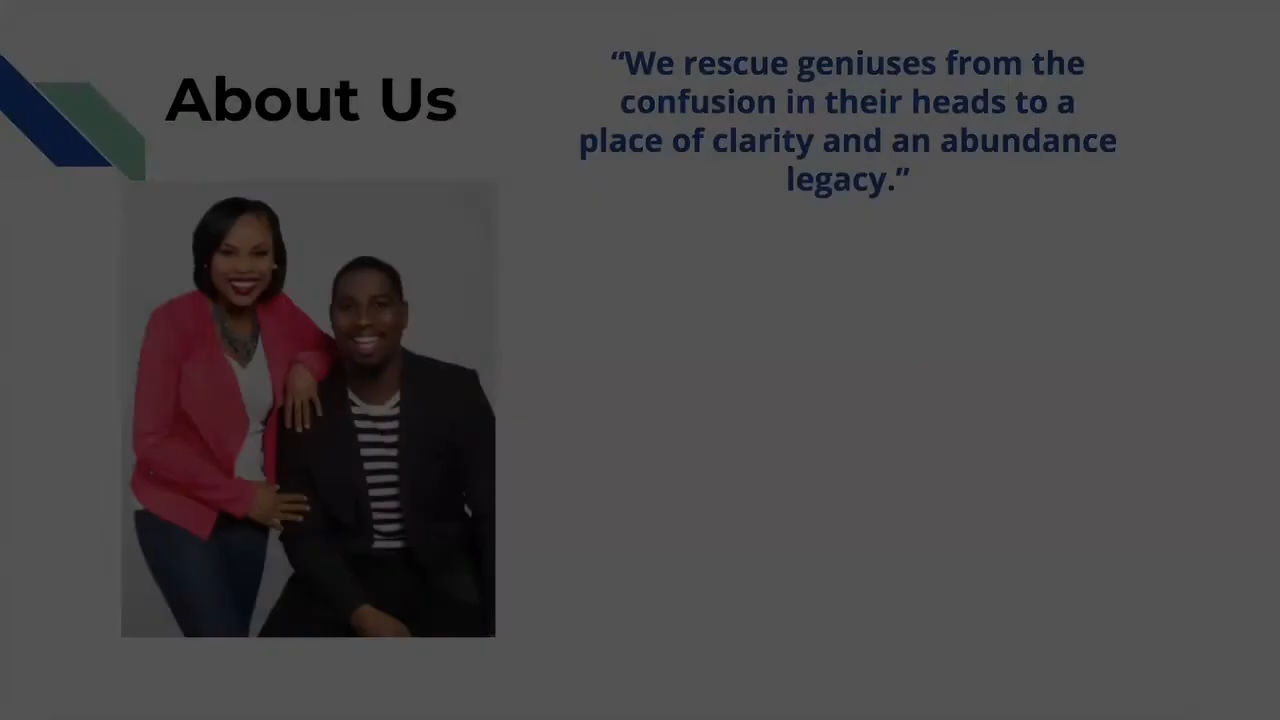 About Us
“We rescue geniuses from the
confusion in their heads to a
place of clarity and an abundance
legacy.”